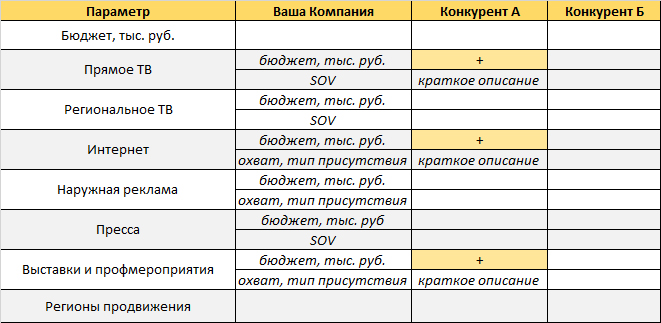 Параметр Ваша Компания Конкурент А Конкурент Б
Бюджет, тыс. руб.
Прямое ТВ бюджет, тыс. руб. +
SOV краткое описание
Региональное ТВ бюджет, тыс. руб.
SOV
Интернет бюджет, тыс. руб. +
охват, тип присутствия краткое описание
Наружная реклама бюджет, тыс. руб.
охват, тип присутствия
Пресса бюджет, тыс. руб
SOV
Выставки и профмероприятия бюджет, тыс. руб. +
охват, тип присутствия краткое описание
Регионы продвижения